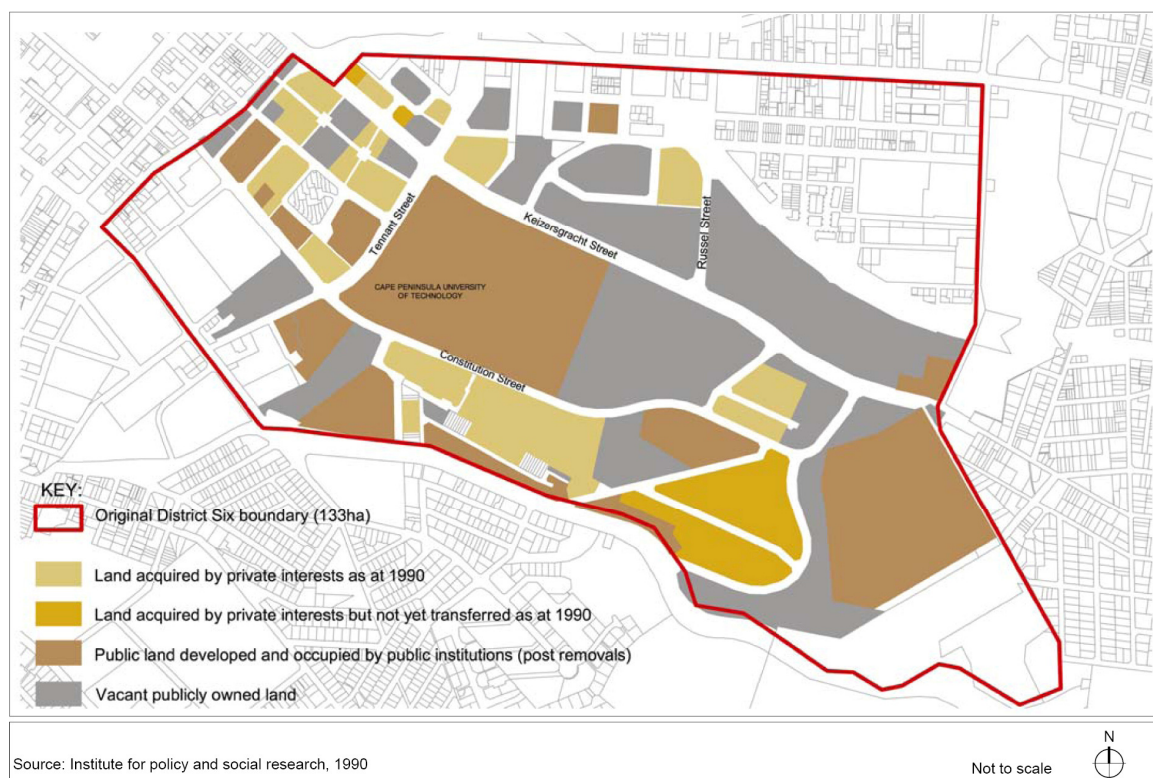 Tennant Street
Keizersgracht Street
Russel Street
CAPE PENINSULA UNIVERSITY
OF TECHNOLOGY
Constitution Street
KEY:
Original District Six boundary (133ha)
Land acquired by private interests as at 1990
Land acquired by private interests but not yet transferred as at 1990
Public land developed and occupied by public institutions (post removals)
Vacant publicly owned land
Source: Institute for policy and social research, 1990
Not to scale
N